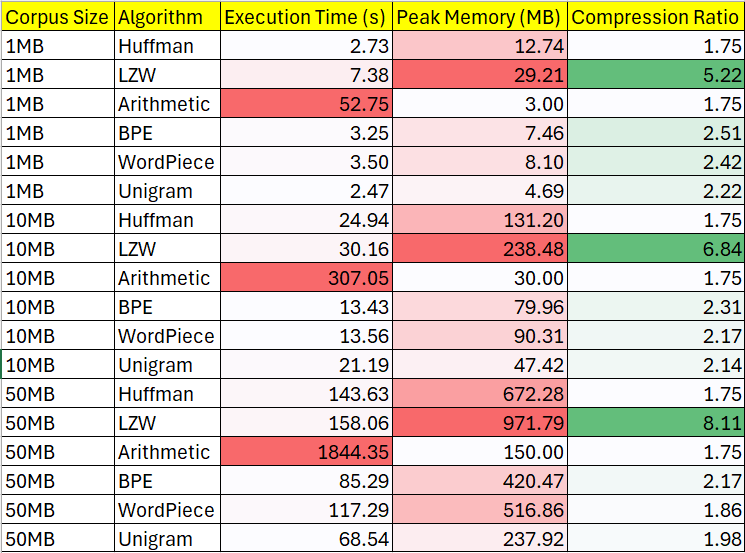 Corpus Size Algorithm Execution Time (s) Peak Memory (MB) Compression Ratio
1MB Huffman 2.73 12.74 1.75
1MB LZW 7.38 29.21 5.22
1MB Arithmetic 52.75 3.00 1.75
1MB BPE 3.25 7.46 2.51
1MB WordPiece 3.50 8.10 2.42
1MB Unigram 2.47 4.69 2.22
10MB Huffman 24.94 131.20 1.75
10MB LZW 30.16 238.48 6.84
10MB Arithmetic 307.05 30.00 1.75
10MB BPE 13.43 79.96 2.31
10MB WordPiece 13.56 90.31 2.17
10MB Unigram 21.19 47.42 2.14
50MB Huffman 143.63 672.28 1.75
50MB LZW 158.06 971.79 8.11
50MB Arithmetic 1844.35 150.00 1.75
50MB BPE 85.29 420.47 2.17
50MB WordPiece 117.29 516.86 1.86
50MB Unigram 68.54 237.92 1.98